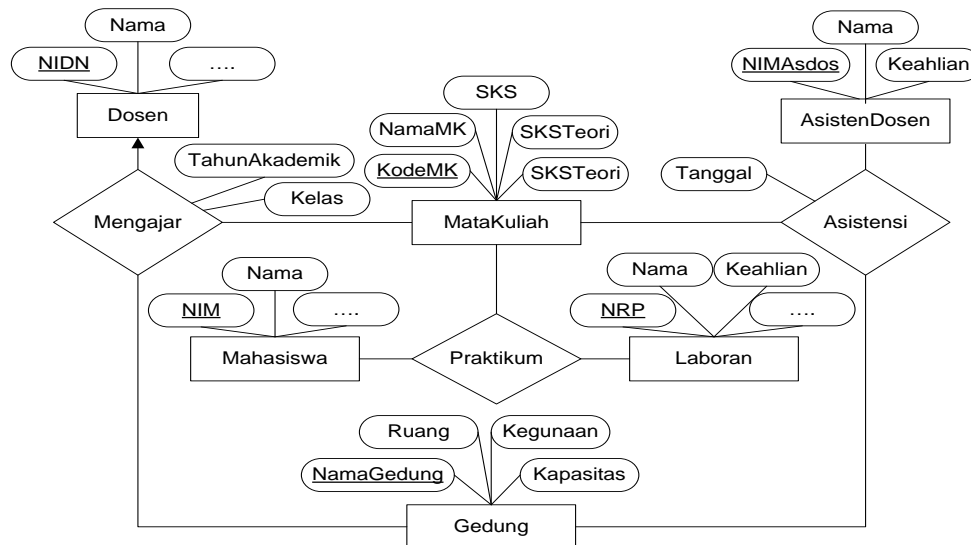 Nama
NIDN
....
Dosen
Nama
NIMAsdos
Keahlian
AsistenDosen
SKS
NamaMK
SKSTeori
KodeMK
SKSTeori
TahunAkademik
Kelas
Tanggal
Mengajar
MataKuliah
Asistensi
Nama
NIM
....
Mahasiswa
Praktikum
Nama
Keahlian
NRP
....
Laboran
Ruang
Kegunaan
NamaGedung
Kapasitas
Gedung